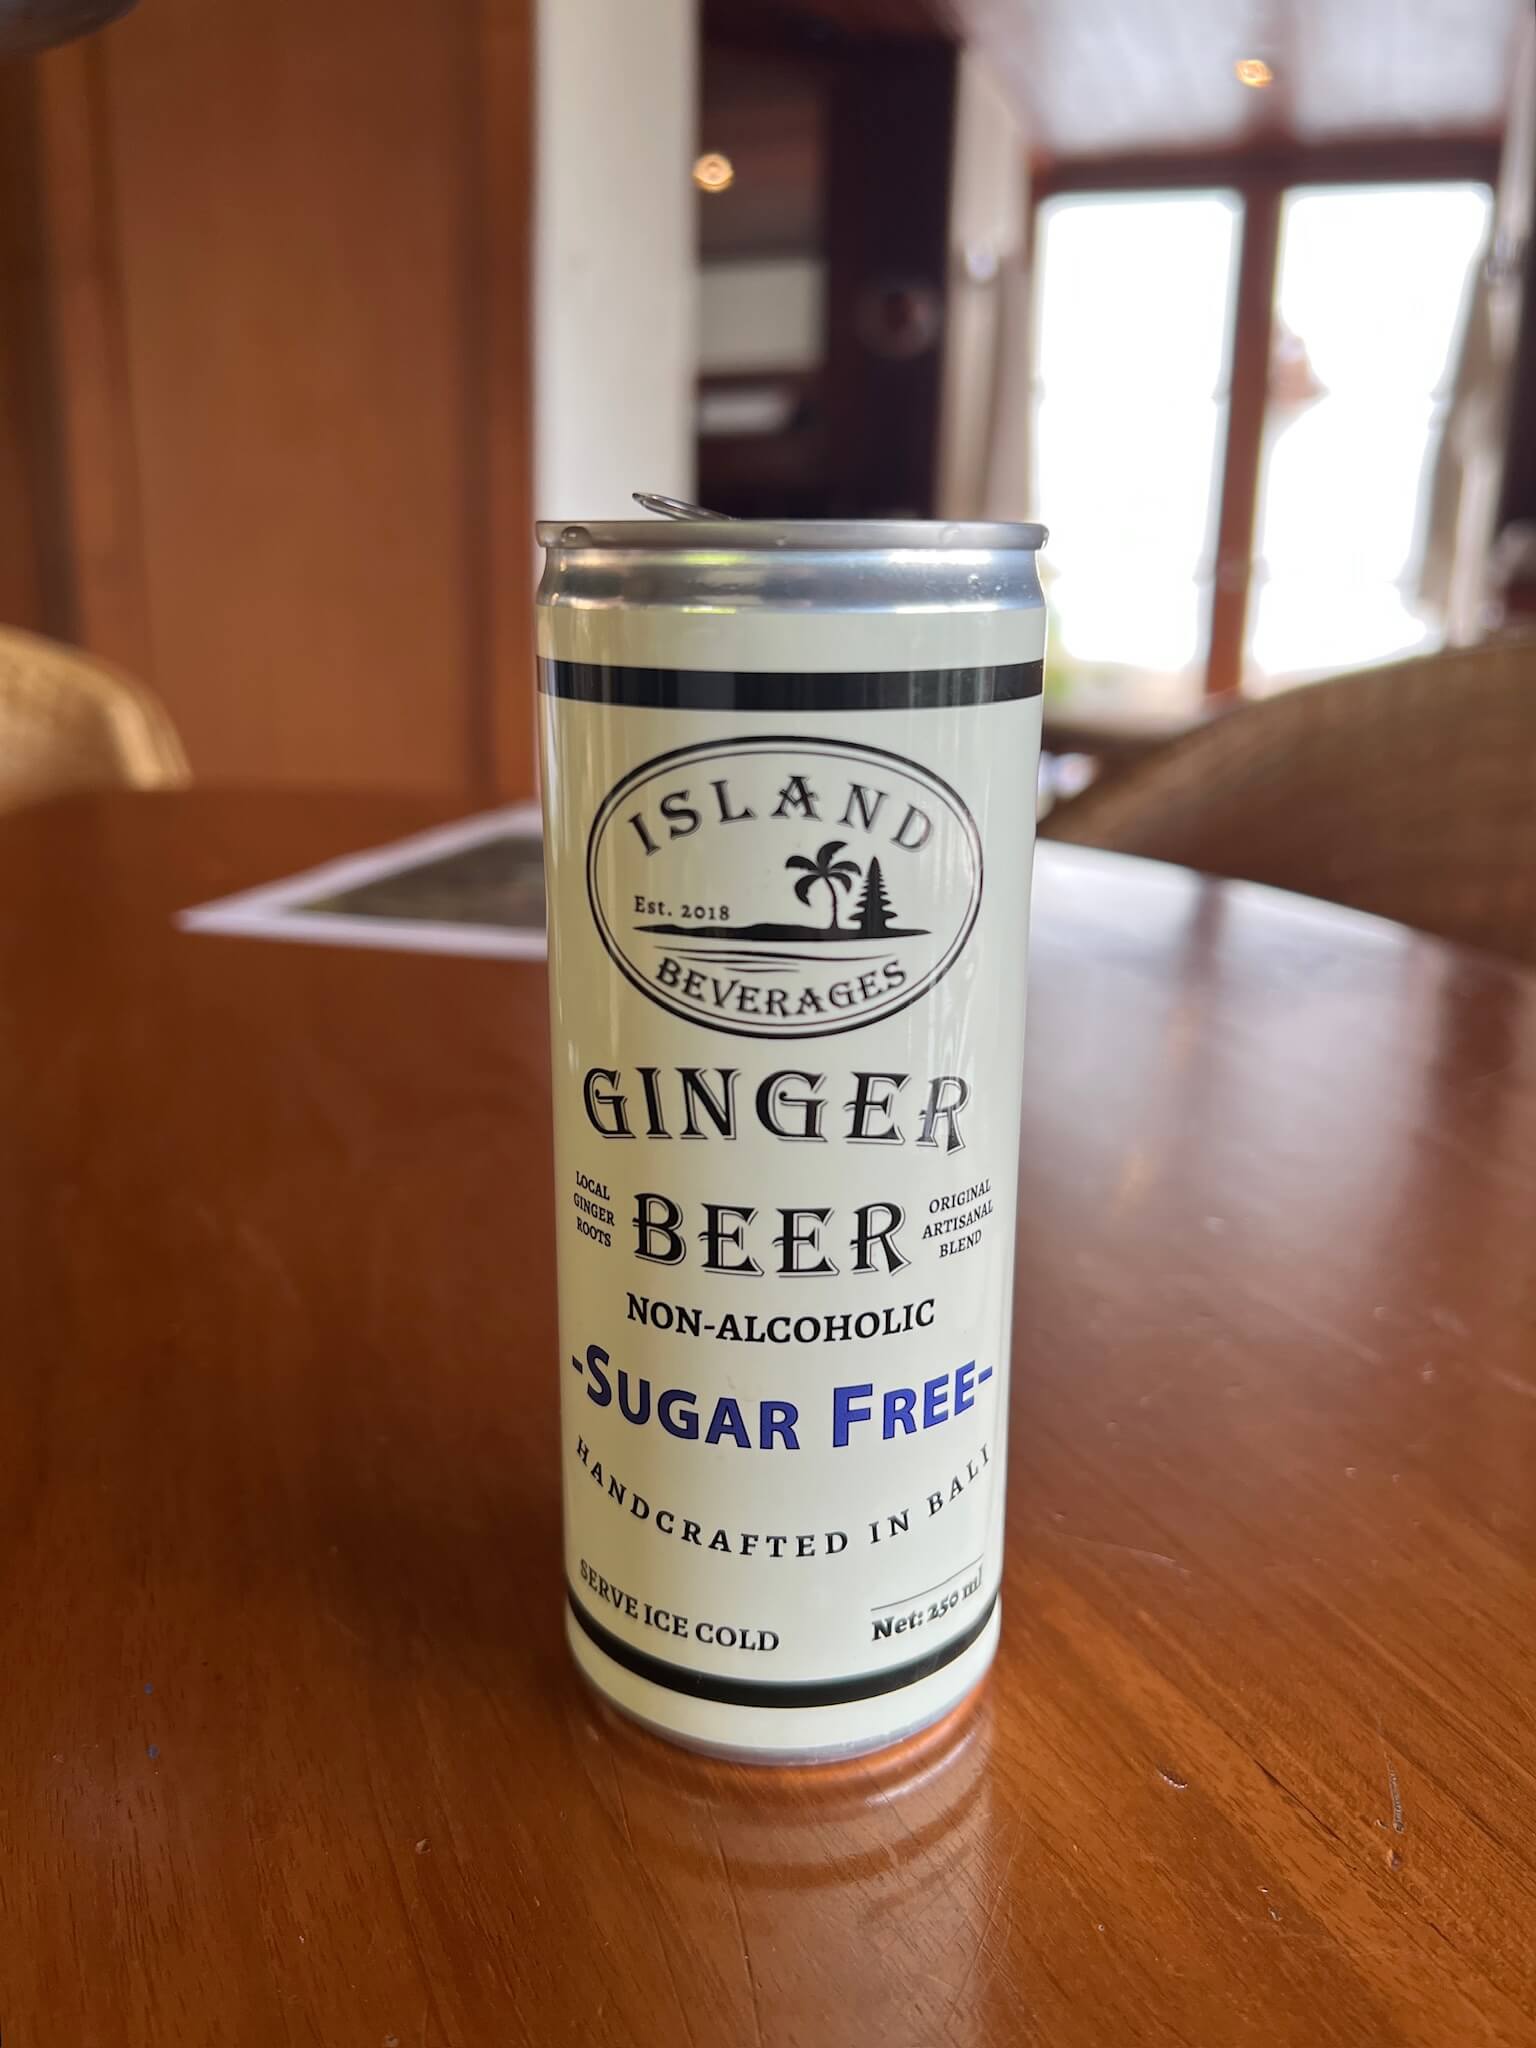 ISLAND
Est. 2018
BEVERAGES
GINGER
LOCAL
GINGER
ROOTS
BEER
ORIGINAL
ARTISANAL
BLEND
NON-ALCOHOLIC
-SUGAR FREE-
HANDCRAFTED IN BALI
SERVE ICE COLD
Net: 250 ml